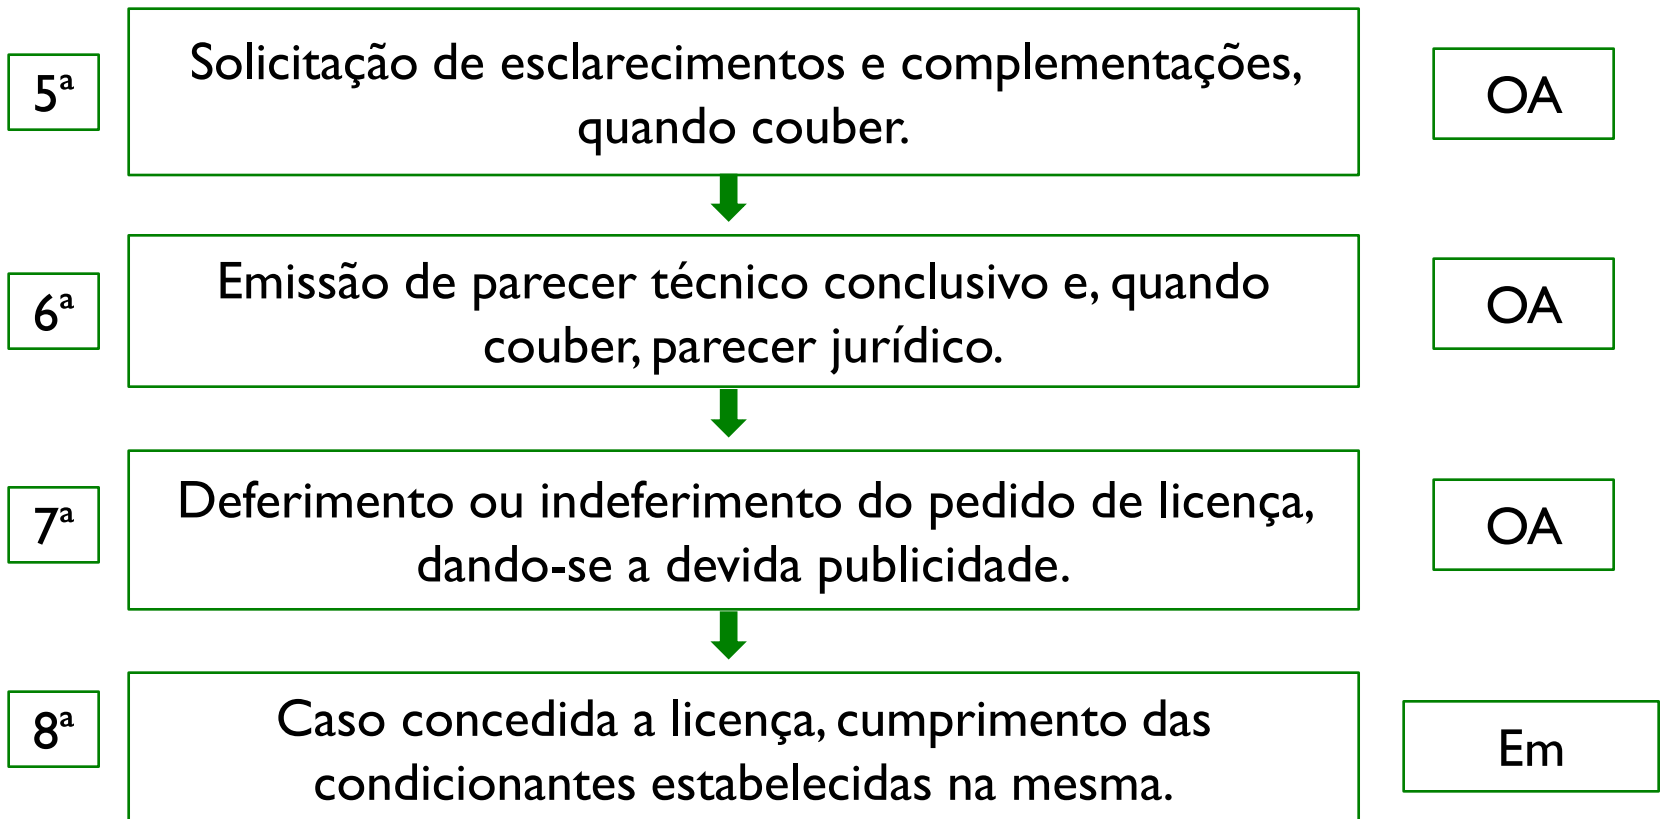 5ª
Solicitação de esclarecimentos e complementações,
quando couber.
OA
6ª
Emissão de parecer técnico conclusivo e, quando
couber, parecer jurídico.
OA
7ª
Deferimento ou indeferimento do pedido de licença,
dando-se a devida publicidade.
OA
8ª
Caso concedida a licença, cumprimento das
condicionantes estabelecidas na mesma.
Em